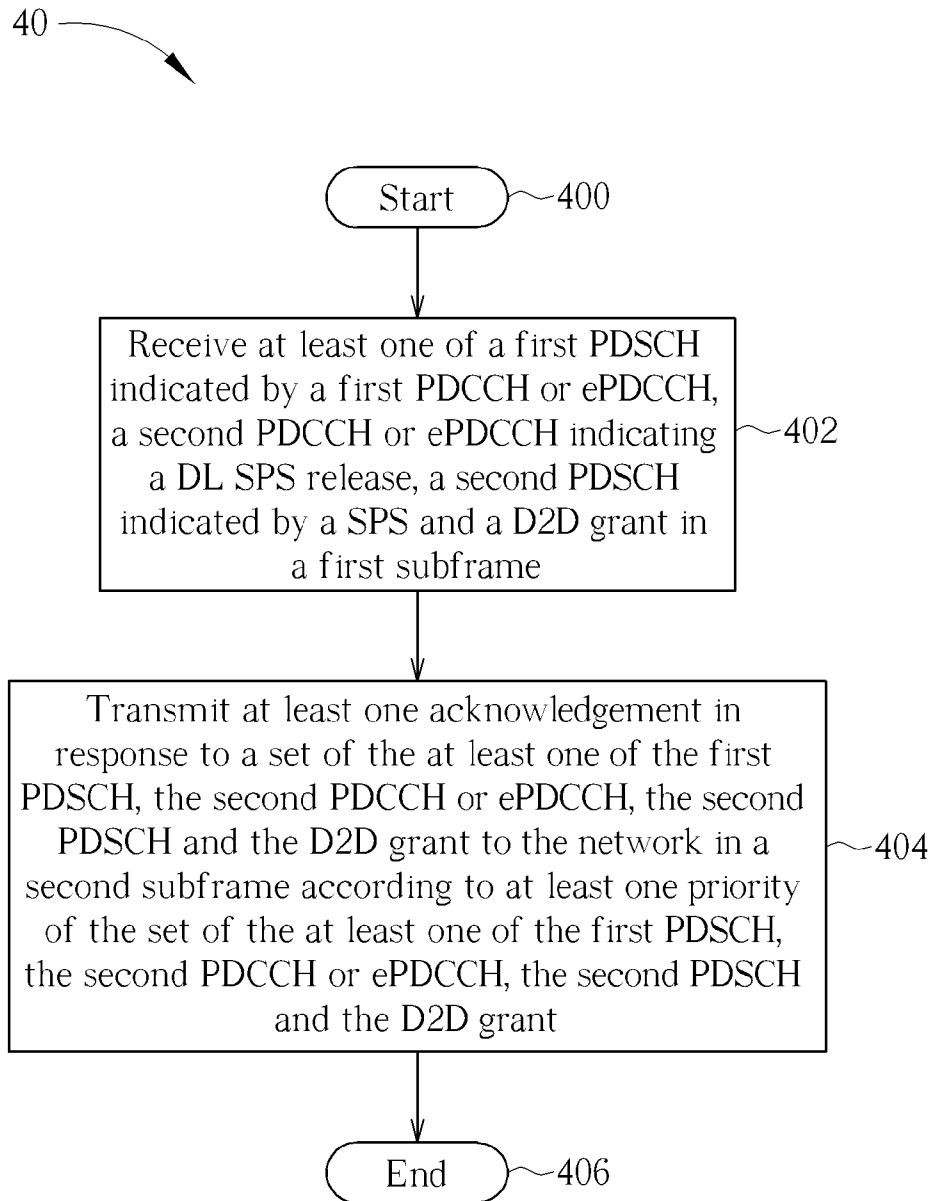 40
Start
400
Receive at least one of a first PDSCH
indicated by a first PDCCH or ePDCCH,
a second PDCCH or ePDCCH indicating
a DL SPS release, a second PDSCH
indicated by a SPS and a D2D grant in
a first subframe
402
Transmit at least one acknowledgement in
response to a set of the at least one of the first
PDSCH, the second PDCCH or ePDCCH, the second
PDSCH and the D2D grant to the network in a
second subframe according to at least one priority
of the set of the at least one of the first PDSCH,
the second PDCCH or ePDCCH, the second PDSCH
and the D2D grant
404
End
406